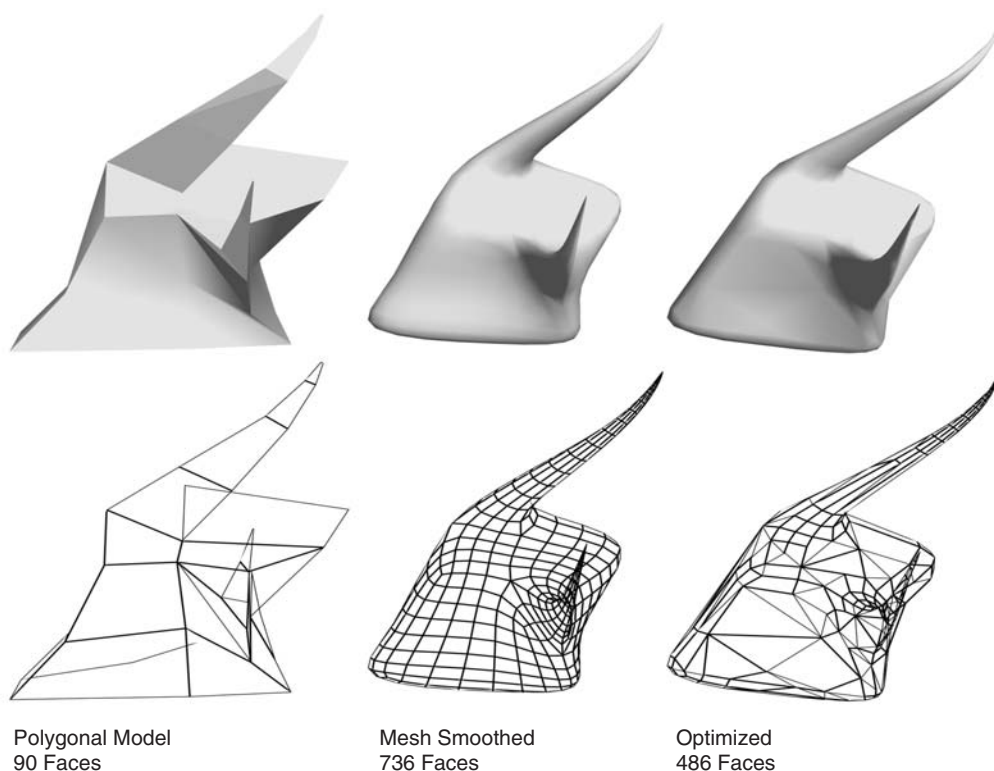 Polygonal Model
90 Faces
Mesh Smoothed
736 Faces
Optimized
486 Faces